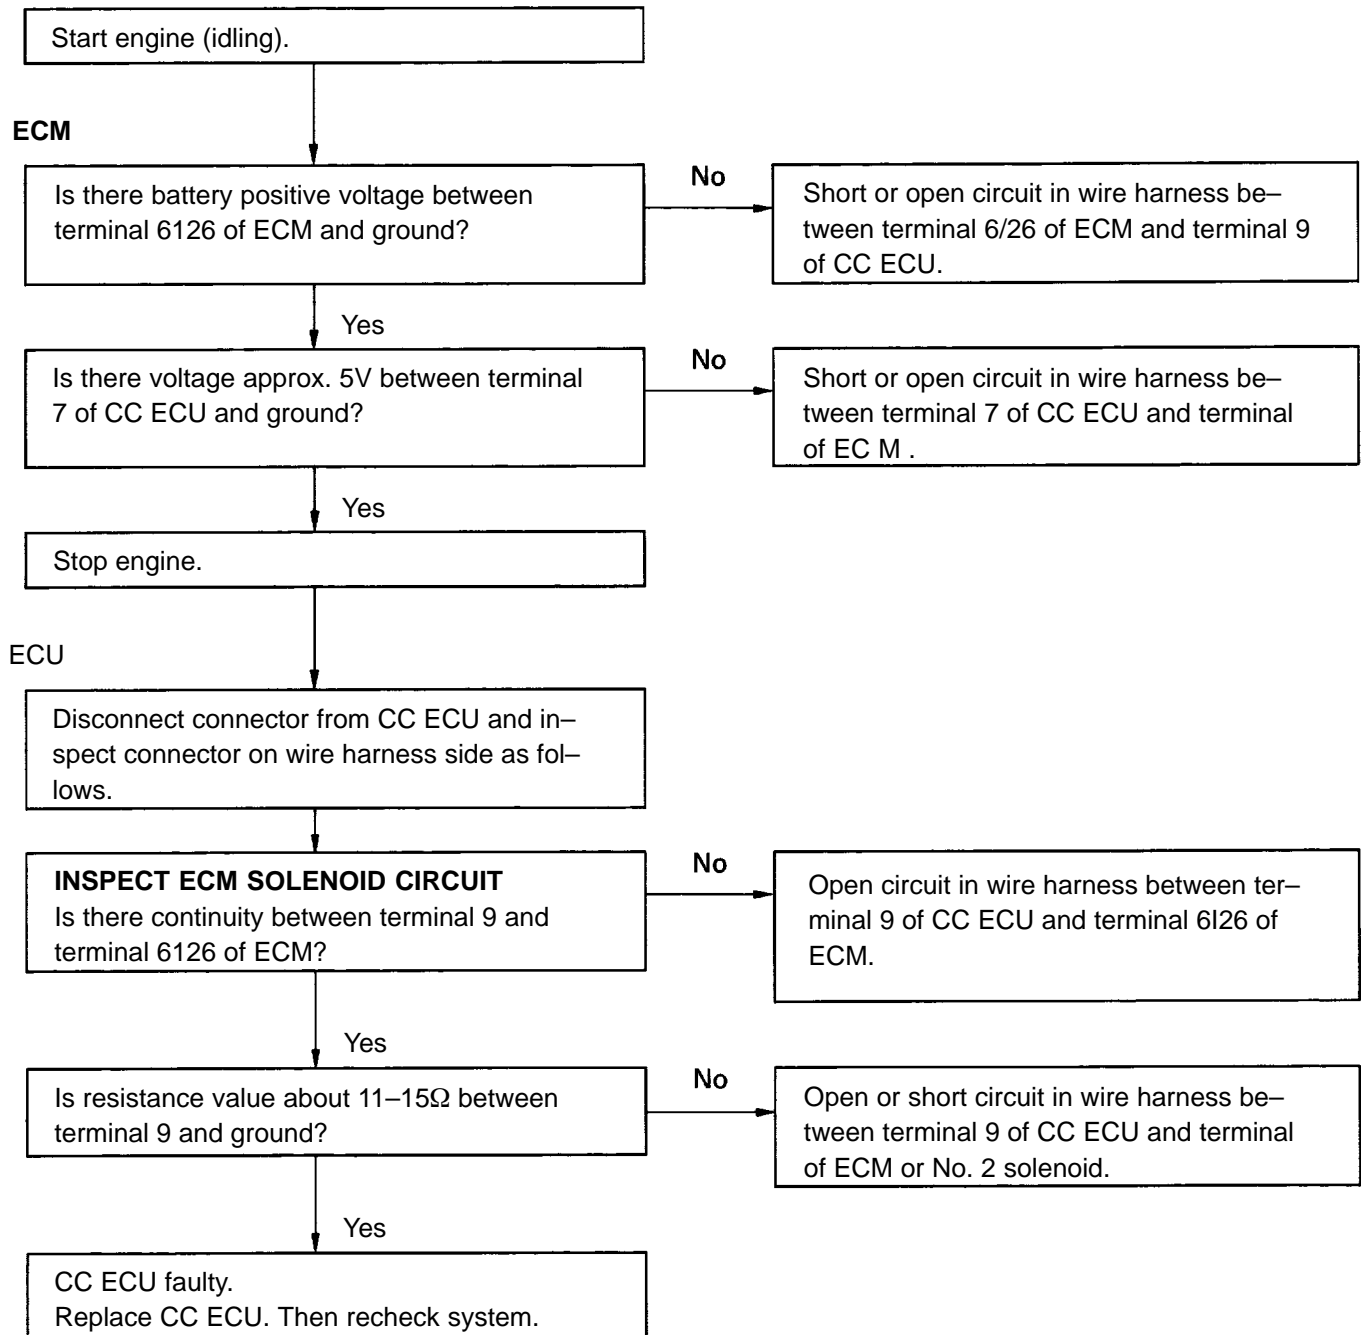 Start engine (idling).
ECM
Is there battery positive voltage between
terminal 6126 of ECM and ground?
No
Short or open circuit in wire harness be–
tween terminal 6/26 of ECM and terminal 9
of CC ECU.
Yes
Is there voltage approx. 5V between terminal
7 of CC ECU and ground?
No
Short or open circuit in wire harness be–
tween terminal 7 of CC ECU and terminal
of EC M .
Yes
Stop engine.
ECU
Disconnect connector from CC ECU and in–
spect connector on wire harness side as fol–
lows.
INSPECT ECM SOLENOID CIRCUIT
Is there continuity between terminal 9 and
terminal 6126 of ECM?
No
Open circuit in wire harness between ter–
minal 9 of CC ECU and terminal 6I26 of
ECM.
Yes
Is resistance value about 11–15Ω between
terminal 9 and ground?
No
Open or short circuit in wire harness be–
tween terminal 9 of CC ECU and terminal
of ECM or No. 2 solenoid.
Yes
CC ECU faulty.
Replace CC ECU. Then recheck system.